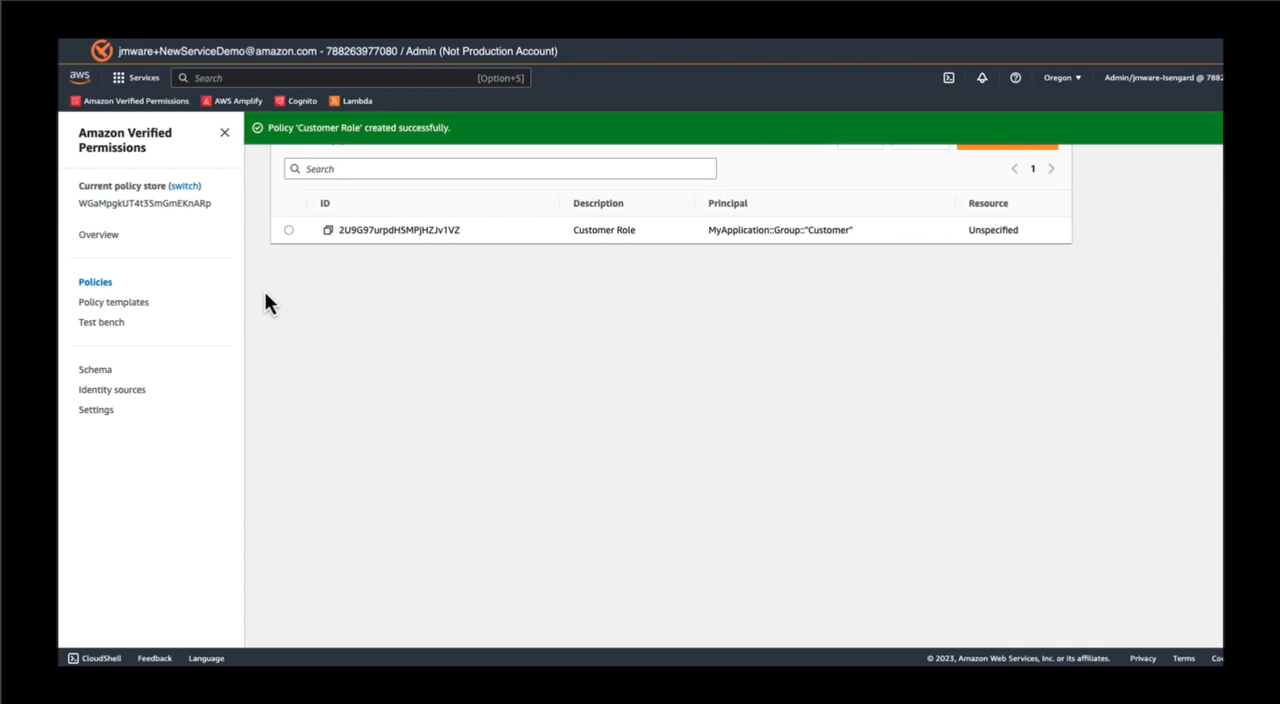 jmware+NewServiceDemo@amazon.com - 788263977080 / Admin (Not Production Account)
aws Services Search [Option+S] Oregon Admin/jmware-Isengard @ 7882
Amazon Verified Permissions AWS Amplify Cognito Lambda
Policy 'Customer Role' created successfully.
Amazon Verified
Permissions
Current policy store (switch)
WGaMpgkUT4t3SmGmEKnARp
Overview
Policies
Policy templates
Test bench
Schema
Identity sources
Settings
Search 1
ID Description Principal Resource
2U9G97urpdHSMPjHZJv1VZ Customer Role MyApplication::Group::"Customer" Unspecified
CloudShell Feedback Language © 2023, Amazon Web Services, Inc. or its affiliates. Privacy Terms